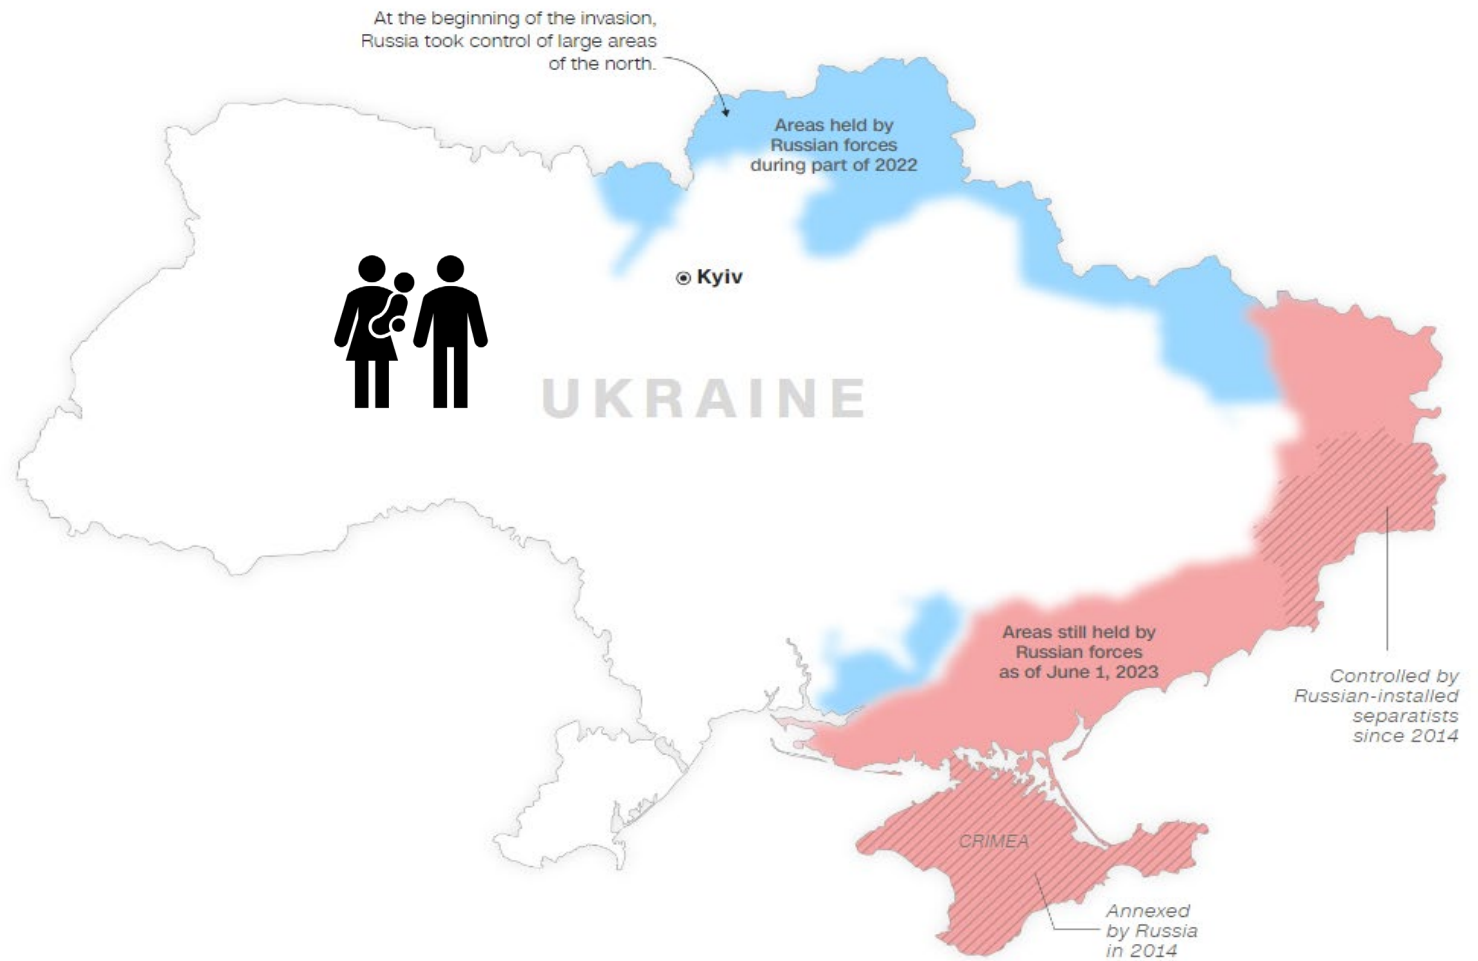 At the beginning of the invasion,
Russia took control of large areas
of the north.
Areas held by
Russian forces
during part of 2022
Kyiv
UKRAINE
Areas still held by
Russian forces
as of June 1, 2023
Controlled by
Russian-installed
separatists
since 2014
CRIMEA
Annexed
by Russia
in 2014